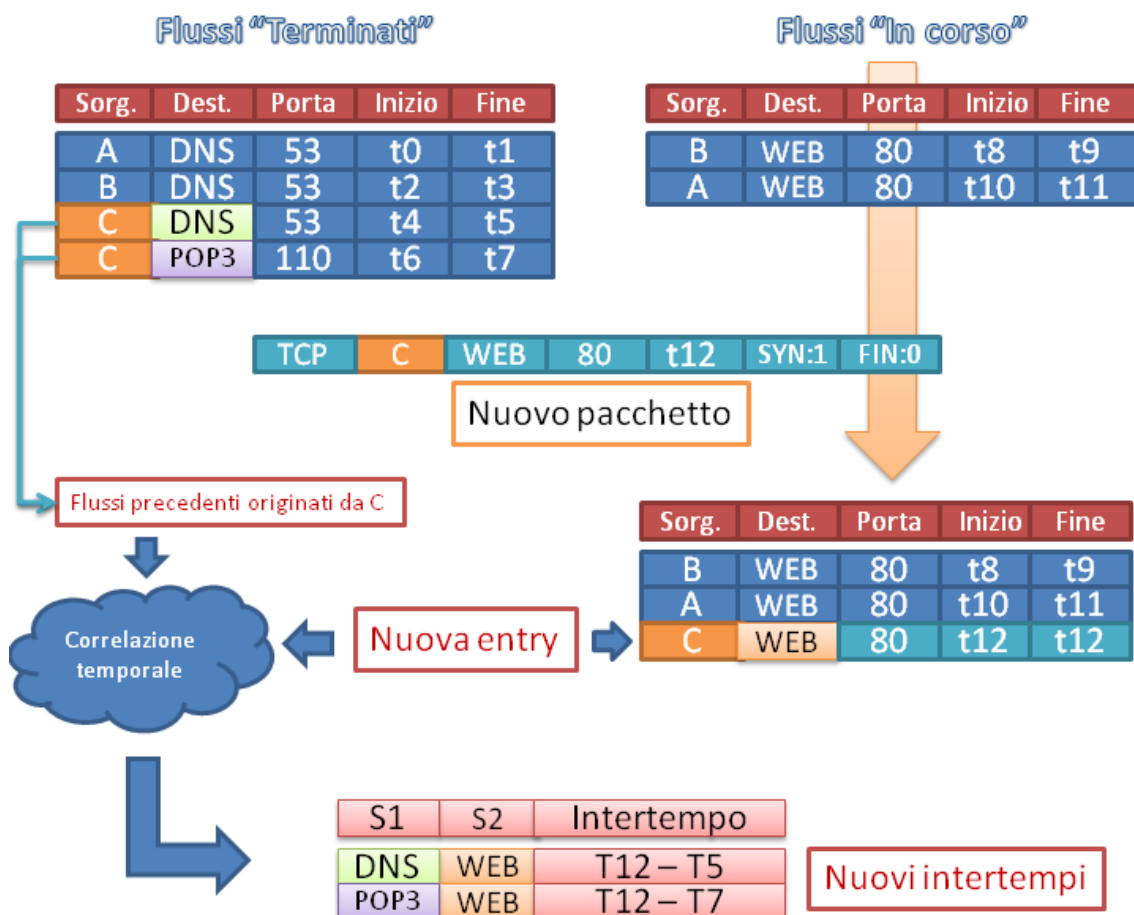 Flussi “Terminati”
Flussi “In corso”
Sorg. Dest. Porta Inizio Fine
A DNS 53 t0 t1
B DNS 53 t2 t3
C DNS 53 t4 t5
C POP3 110 t6 t7
Sorg. Dest. Porta Inizio Fine
B WEB 80 t8 t9
A WEB 80 t10 t11
TCP C WEB 80 t12 SYN:1 FIN:0
Nuovo pacchetto
Flussi precedenti originati da C
Sorg. Dest. Porta Inizio Fine
B WEB 80 t8 t9
A WEB 80 t10 t11
C WEB 80 t12 t12
Correlazione
temporale
Nuova entry
S1 S2 Intertempo
DNS WEB T12 – T5
POP3 WEB T12 – T7
Nuovi intertempi